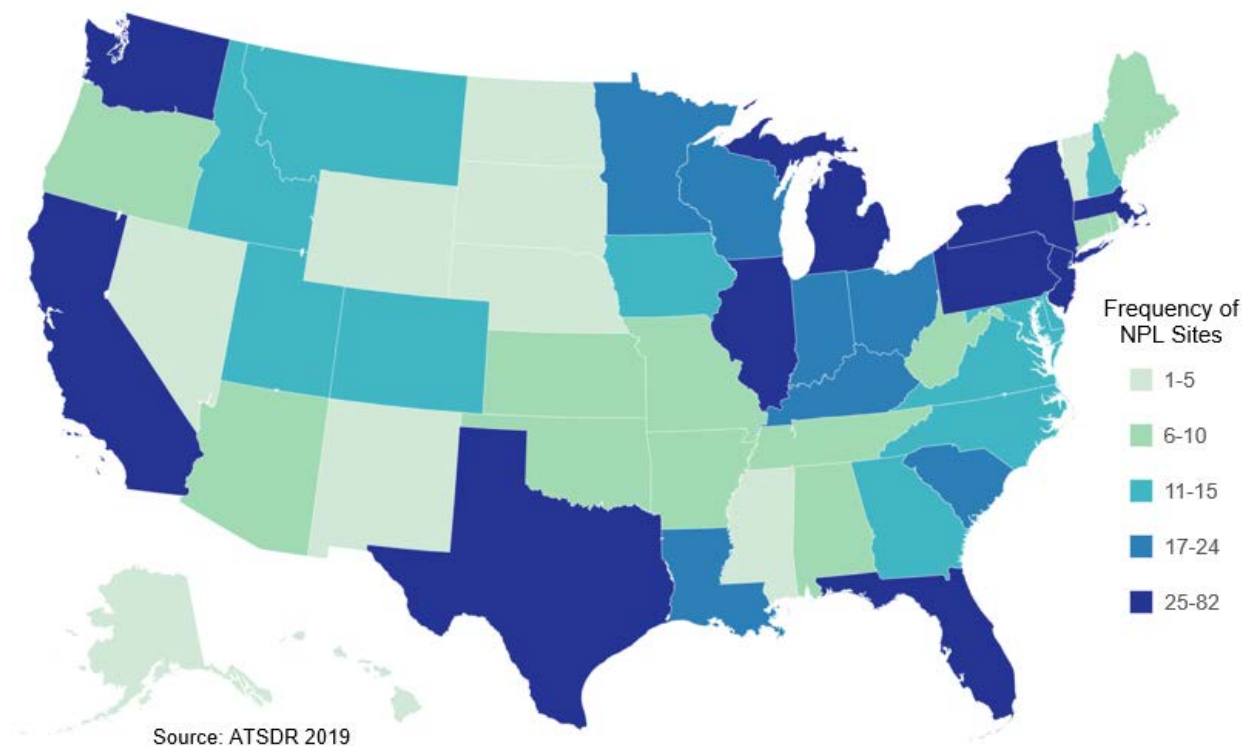 Frequency of
NPL Sites
1-5
6-10
11-15
17-24
25-82
Source: ATSDR 2019